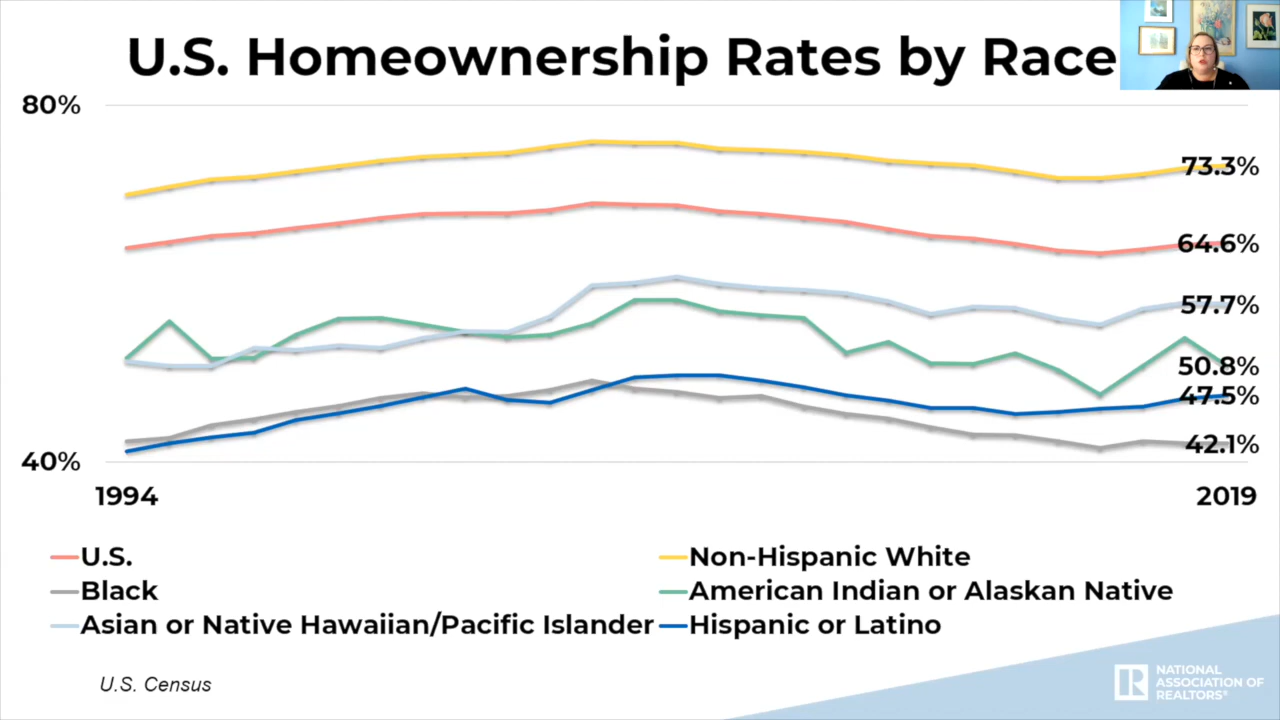 U.S. Homeownership Rates by Race
80%
73.3%
64.6%
57.7%
50.8%
47.5%
42.1%
40%
1994 2019
U.S. Non-Hispanic White
Black American Indian or Alaskan Native
Asian or Native Hawaiian/Pacific Islander Hispanic or Latino
U.S. Census
R
NATIONAL
ASSOCIATION OF
REALTORS®